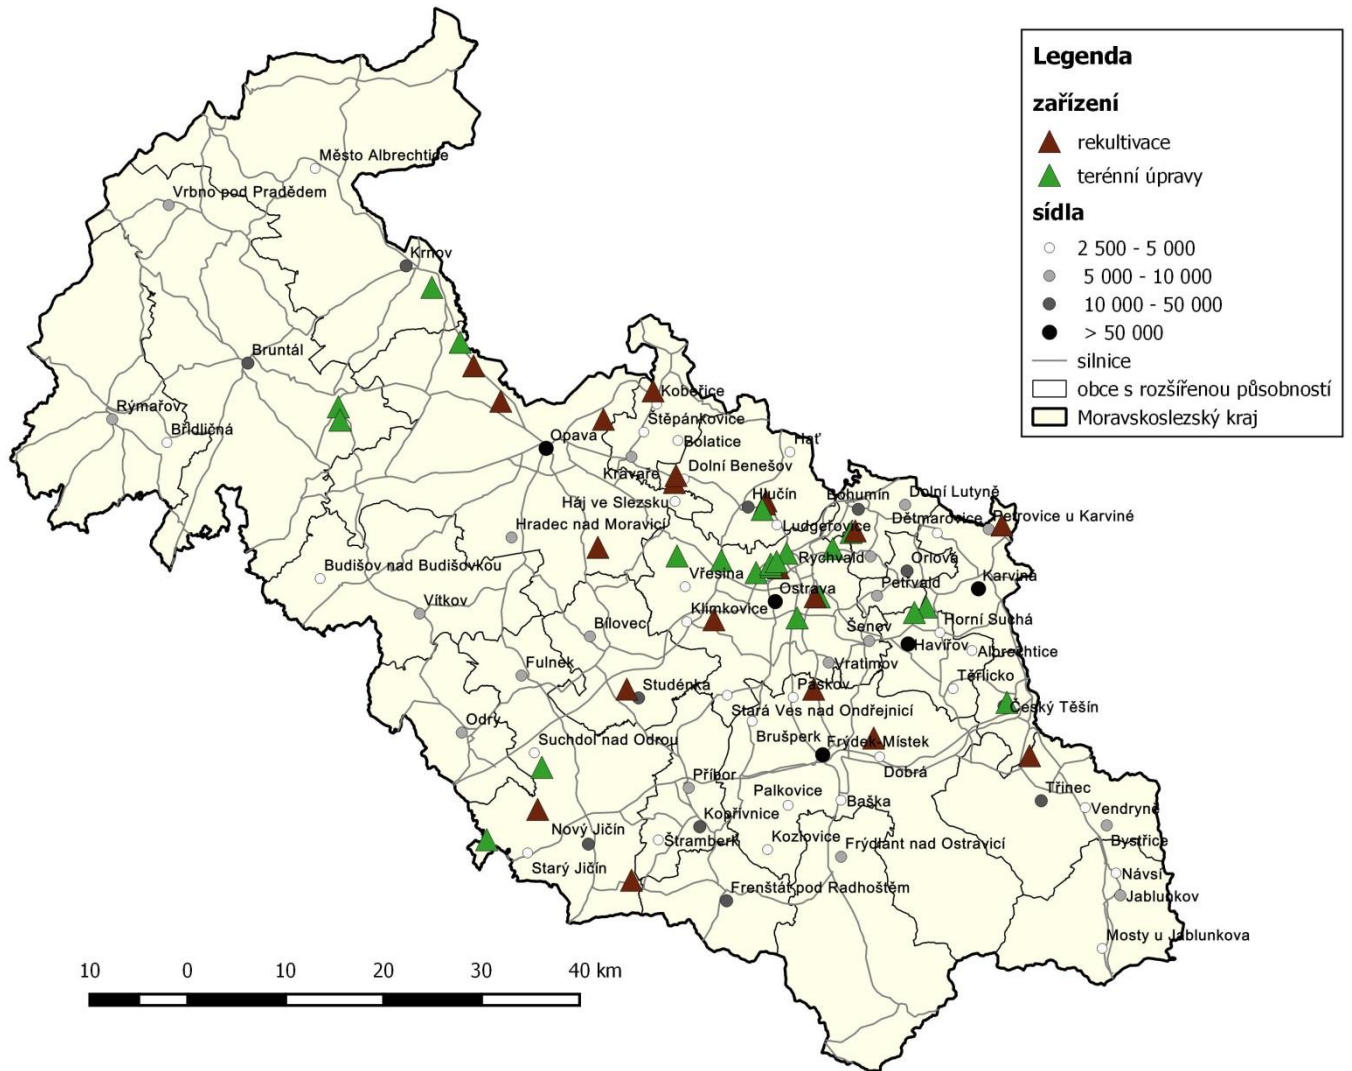 Legenda
zařízení
rekultivace
terénní úpravy
sídla
2 500 - 5 000
5 000 - 10 000
10 000 - 50 000
> 50 000
silnice
obce s rozšířenou působností
Moravskoslezský kraj
Město Albrechtice
Vrbno pod Pradědem
Krnov
Bruntál
Rýmařov
Břidličná
Opava
Kobeřice
Štěpánkovice
Bolatice
Hať
Kravaře
Dolní Benešov
Háj ve Slezsku
Hlučín
Bohumín
Dolní Lutyně
Hradec nad Moravicí
Ludgeřovice
Dětmarovice
Petrovice u Karviné
Budišov nad Budišovkou
Vřesina
Rychvald
Orlová
Karviná
Vítkov
Ostrava
Petřvald
Klimkovice
Bílovec
Šenov
Horní Suchá
Havířov
Albrechtice
Fulnek
Vratimov
Studénka
Paskov
Těrlicko
Český Těšín
Stará Ves nad Ondřejnicí
Odry
Suchdol nad Odrou
Brušperk
Frýdek-Místek
Dobrá
Příbor
Palkovice
Baška
Třinec
Vendryně
Nový Jičín
Kopřivnice
Štramberk
Kozlovice
Frýdlant nad Ostravicí
Bystřice
Starý Jičín
Frenštát pod Radhoštěm
Návsí
Jablunkov
Mosty u Jablunkova
10 0 10 20 30 40 km